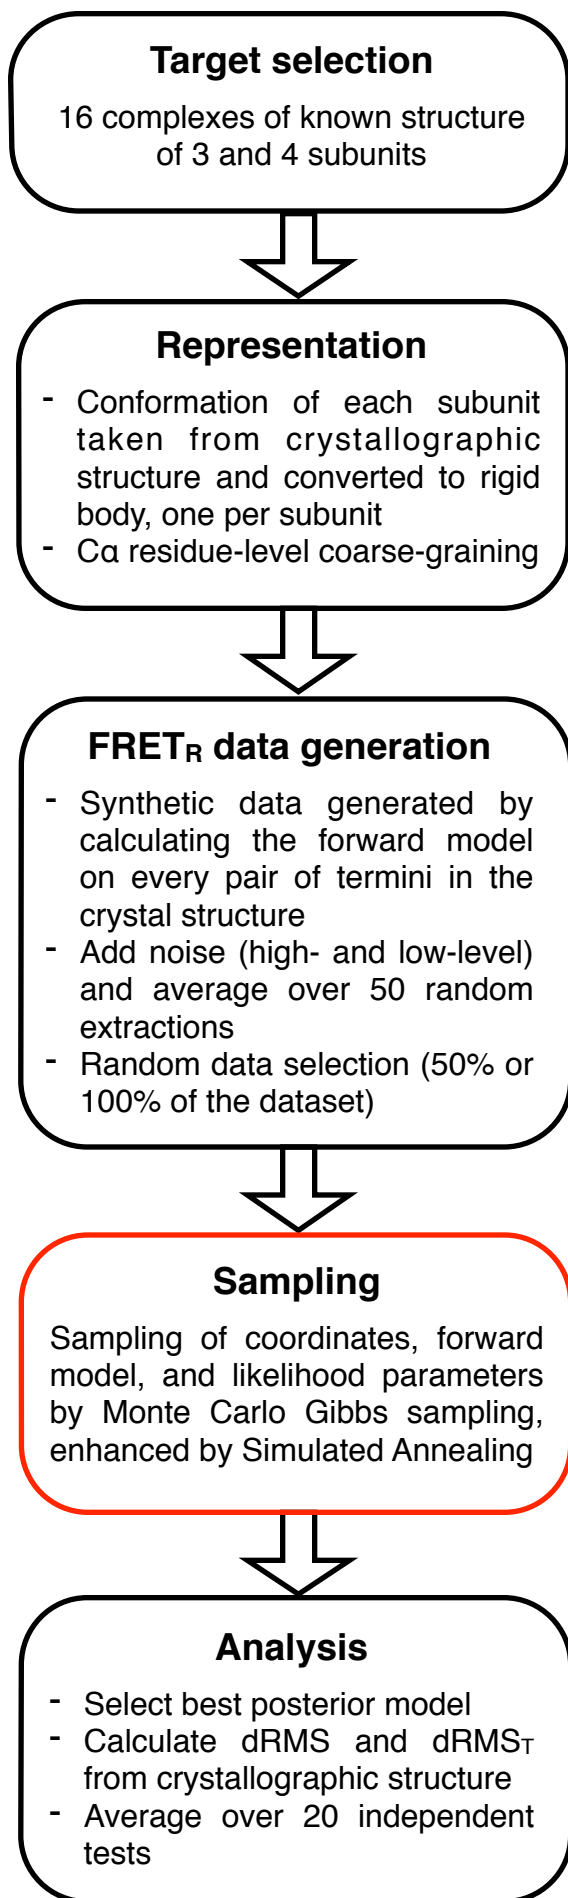 Target selection
16 complexes of known structure
of 3 and 4 subunits
Representation
- Conformation of each subunit
taken from crystallographic
structure and converted to rigid
body, one per subunit
- Cα residue-level coarse-graining
FRETR data generation
- Synthetic data generated by
calculating the forward model
on every pair of termini in the
crystal structure
- Add noise (high- and low-level)
and average over 50 random
extractions
- Random data selection (50% or
100% of the dataset)
Sampling
Sampling of coordinates, forward
model, and likelihood parameters
by Monte Carlo Gibbs sampling,
enhanced by Simulated Annealing
Analysis
- Select best posterior model
- Calculate dRMS and dRMST
from crystallographic structure
- Average over 20 independent
tests